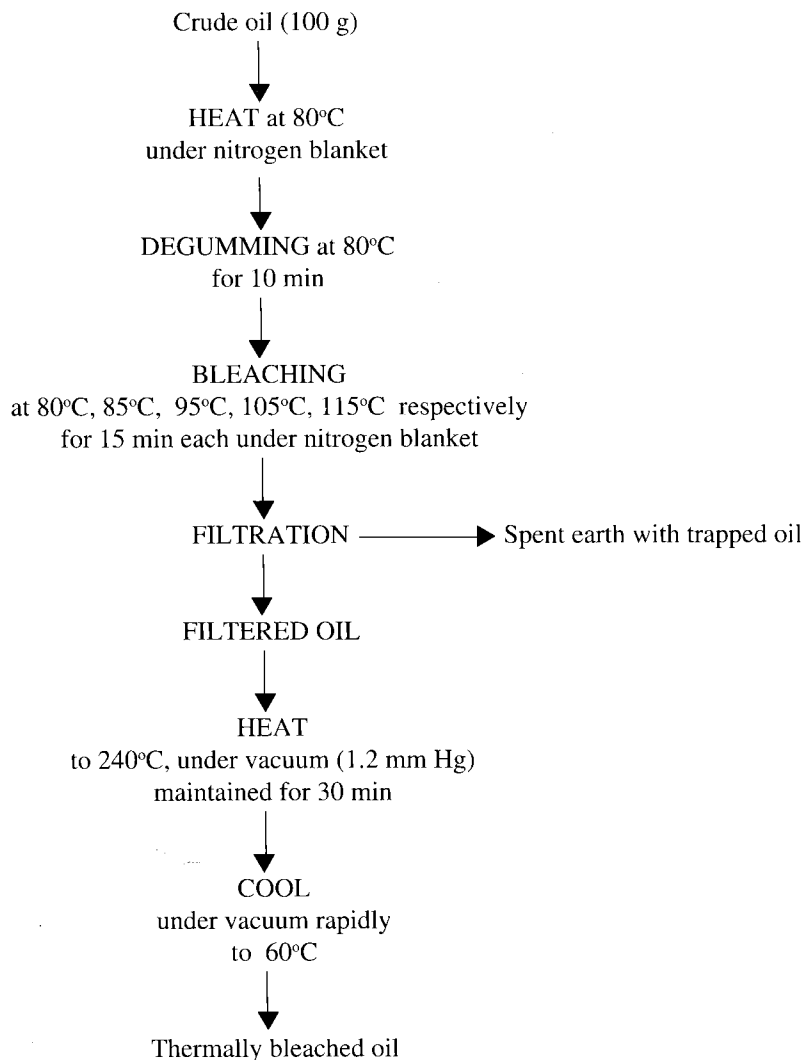 Crude oil (100 g)
HEAT at 80°C
under nitrogen blanket
DEGUMMING at 80°C
for 10 min
BLEACHING
at 80°C, 85°C, 95°C, 105°C, 115°C respectively
for 15 min each under nitrogen blanket
FILTRATION
Spent earth with trapped oil
FILTERED OIL
HEAT
to 240°C, under vacuum (1.2 mm Hg)
maintained for 30 min
COOL
under vacuum rapidly
to 60°C
Thermally bleached oil